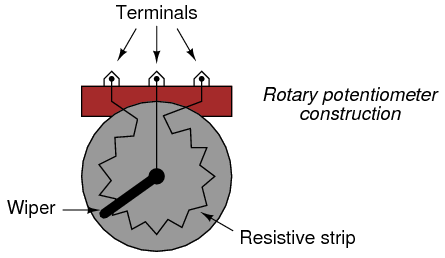 Terminals
Rotary potentiometer
construction
Wiper
Resistive strip